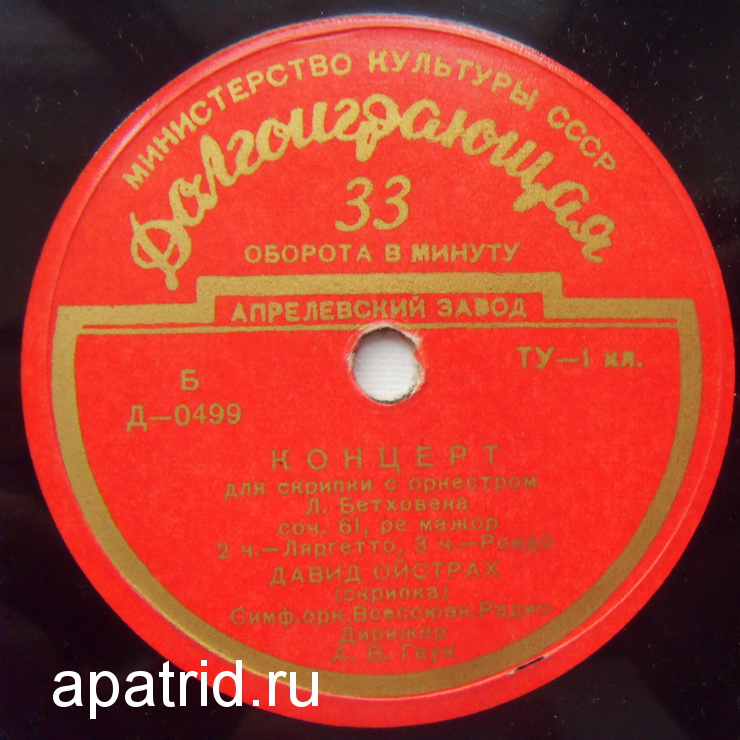 МИНИСТЕРСТВО КУЛЬТУРЫ СССР
Долгоиграющая
33
ОБОРОТА В МИНУТУ
АПРЕЛЕВСКИЙ ЗАВОД
ТУ—1 кл.
Б
Д—0499
КОНЦЕРТ
для скрипки с оркестром
Л. Бетховена
соч. 61, ре мажор
2 ч.—Ляргетто, 3 ч.—Рондо
ДАВИД ОЙСТРАХ
(скрипка)
Симф.орк.Всесоюзн.Радио
Дирижер
А. В. Гаук
apatrid.ru